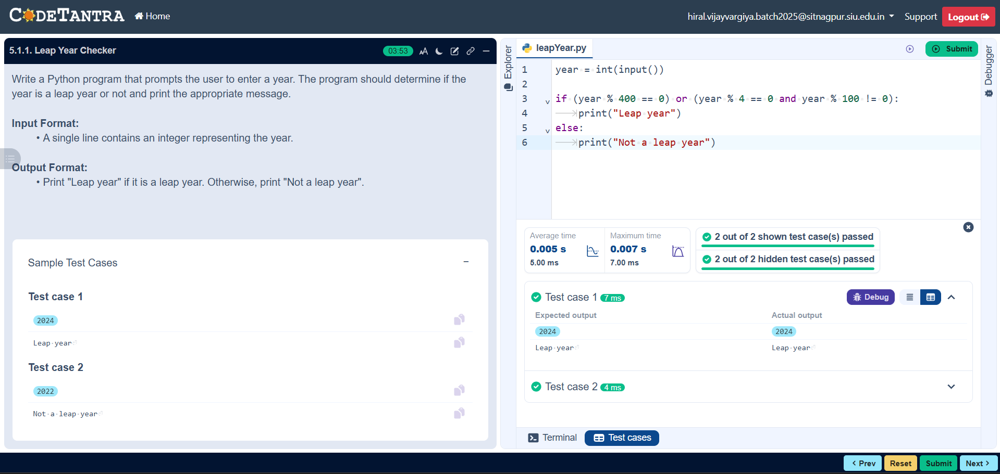 CODETANTRA
Home
hiral.vijayvargiya.batch2025@sitnagpur.siu.edu.in
Support
Logout
5.1.1. Leap Year Checker
03:53
AA
Write a Python program that prompts the user to enter a year. The program should determine if the
year is a leap year or not and print the appropriate message.
Input Format:
• A single line contains an integer representing the year.
Output Format:
• Print "Leap year" if it is a leap year. Otherwise, print "Not a leap year".
Sample Test Cases
Test case 1
2024
Leap·year
Test case 2
2022
Not·a·leap·year
Explorer
leapYear.py
Submit
Debugger
1 year = int(input())
2
3 if (year % 400 == 0) or (year % 4 == 0 and year % 100 != 0):
4 print("Leap year")
5 else:
6 print("Not a leap year")
Average time
0.005 s
5.00 ms
Maximum time
0.007 s
7.00 ms
2 out of 2 shown test case(s) passed
2 out of 2 hidden test case(s) passed
Test case 1 7 ms
Debug
Expected output
Actual output
2024
2024
Leap·year
Leap·year
Test case 2 4 ms
Terminal
Test cases
< Prev
Reset
Submit
Next >